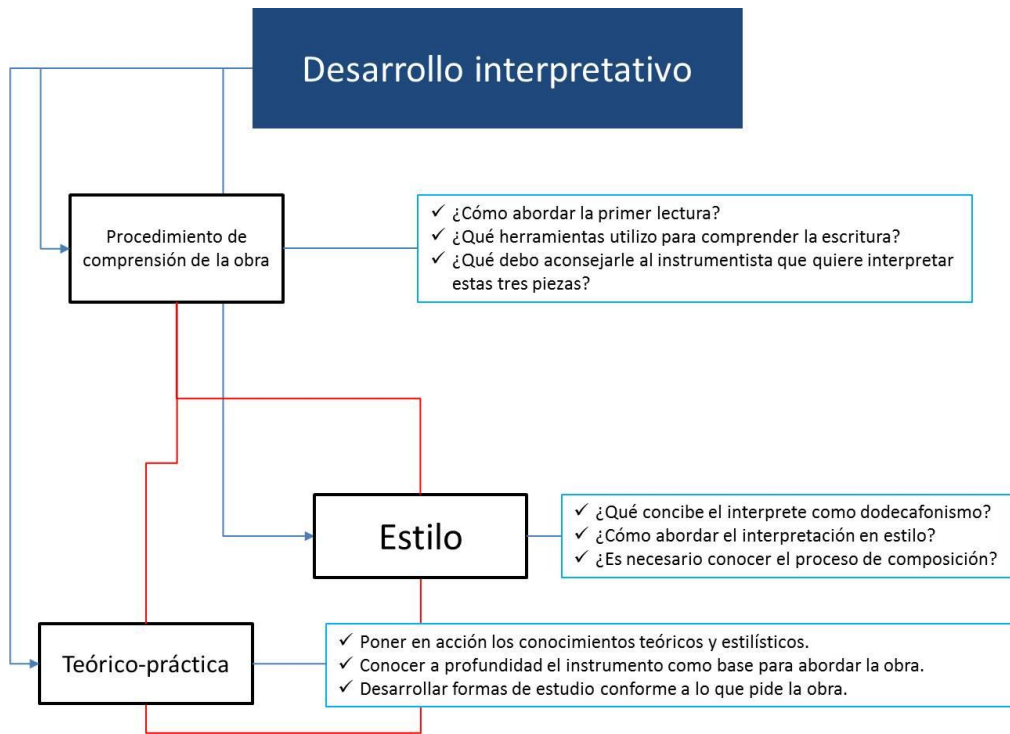 Desarrollo interpretativo
Procedimiento de
comprensión de la obra
✓ ¿Cómo abordar la primer lectura?
✓ ¿Qué herramientas utilizo para comprender la escritura?
✓ ¿Qué debo aconsejarle al instrumentista que quiere interpretar
estas tres piezas?
Estilo
✓ ¿Qué concibe el interprete como dodecafonismo?
✓ ¿Cómo abordar el interpretación en estilo?
✓ ¿Es necesario conocer el proceso de composición?
Teórico-práctica
✓ Poner en acción los conocimientos teóricos y estilísticos.
✓ Conocer a profundidad el instrumento como base para abordar la obra.
✓ Desarrollar formas de estudio conforme a lo que pide la obra.